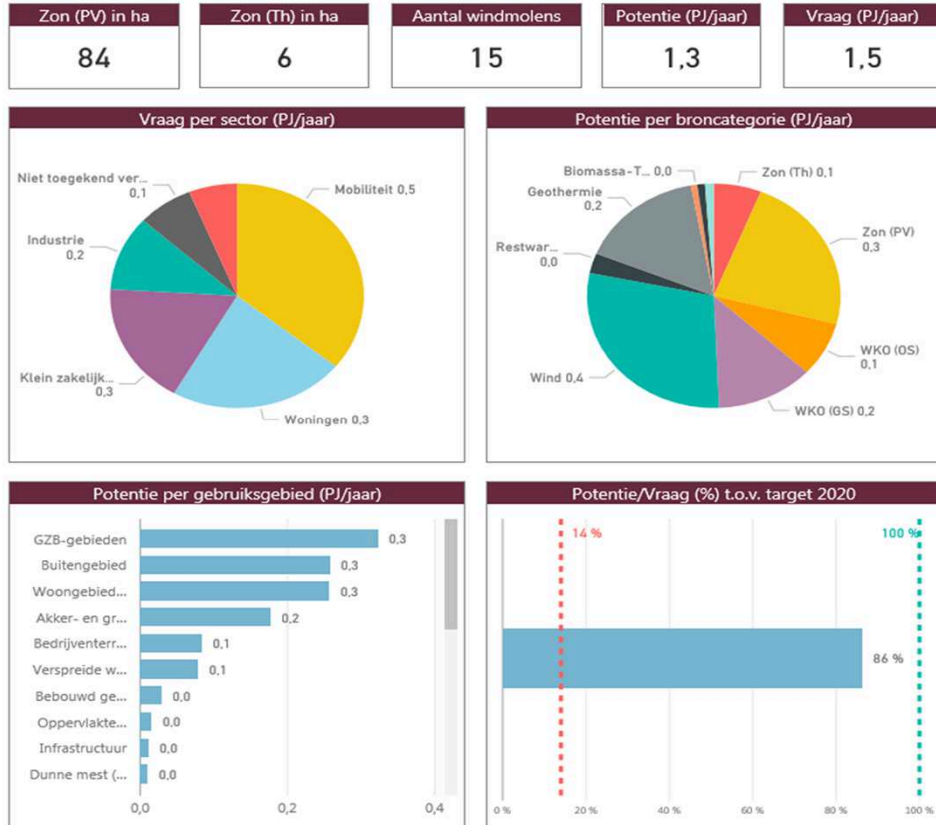 Zon (PV) in ha
84
Zon (Th) in ha
6
Aantal windmolens
15
Potentie (PJ/jaar)
1,3
Vraag (PJ/jaar)
1,5
Vraag per sector (PJ/jaar)
Niet toegekend ver...
0,1
Mobiliteit 0,5
Industrie
0,2
Klein zakelijk...
0,3
Woningen 0,3
Potentie per broncategorie (PJ/jaar)
Biomassa-T... 0,0
Zon (Th) 0,1
Geothermie
0,2
Zon (PV)
0,3
Restwar...
0,0
WKO (OS)
0,1
Wind 0,4
WKO (GS) 0,2
Potentie per gebruiksgebied (PJ/jaar)
GZB-gebieden 0,3
Buitengebied 0,3
Woongebied... 0,3
Akker- en gr... 0,2
Bedrijventerr... 0,1
Verspreide w... 0,1
Bebouwd ge... 0,0
Oppervlakte... 0,0
Infrastructuur 0,0
Dunne mest (... 0,0
0,0 0,2 0,4
Potentie/Vraag (%) t.o.v. target 2020
14 % 100 %
86 %
0 % 20 % 40 % 60 % 80 % 100 %